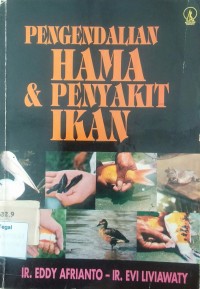 PENGENDALIAN
HAMA
& PENYAKIT
IKAN
IR. EDDY AFRIANTO – IR. EVI LIVIAWATY